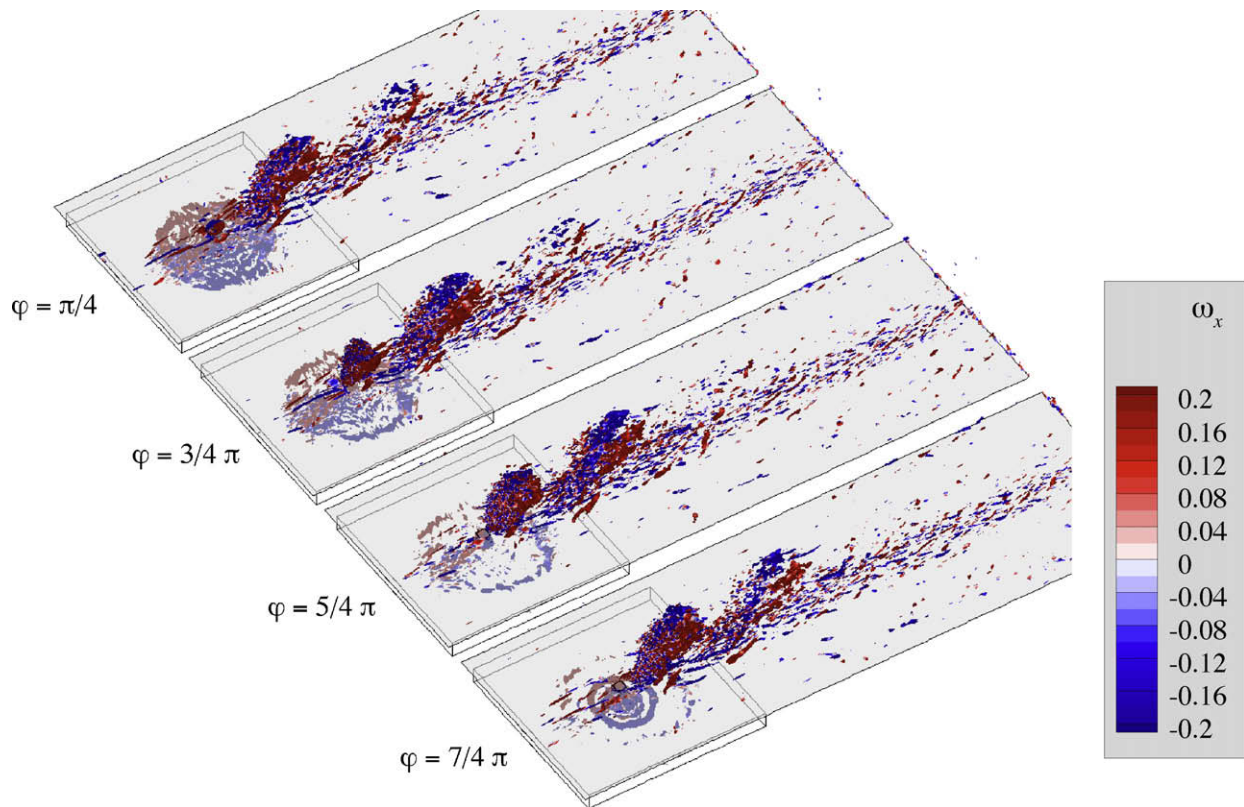 φ = π/4
φ = 3/4 π
φ = 5/4 π
φ = 7/4 π
ωx
0.2
0.16
0.12
0.08
0.04
0
-0.04
-0.08
-0.12
-0.16
-0.2